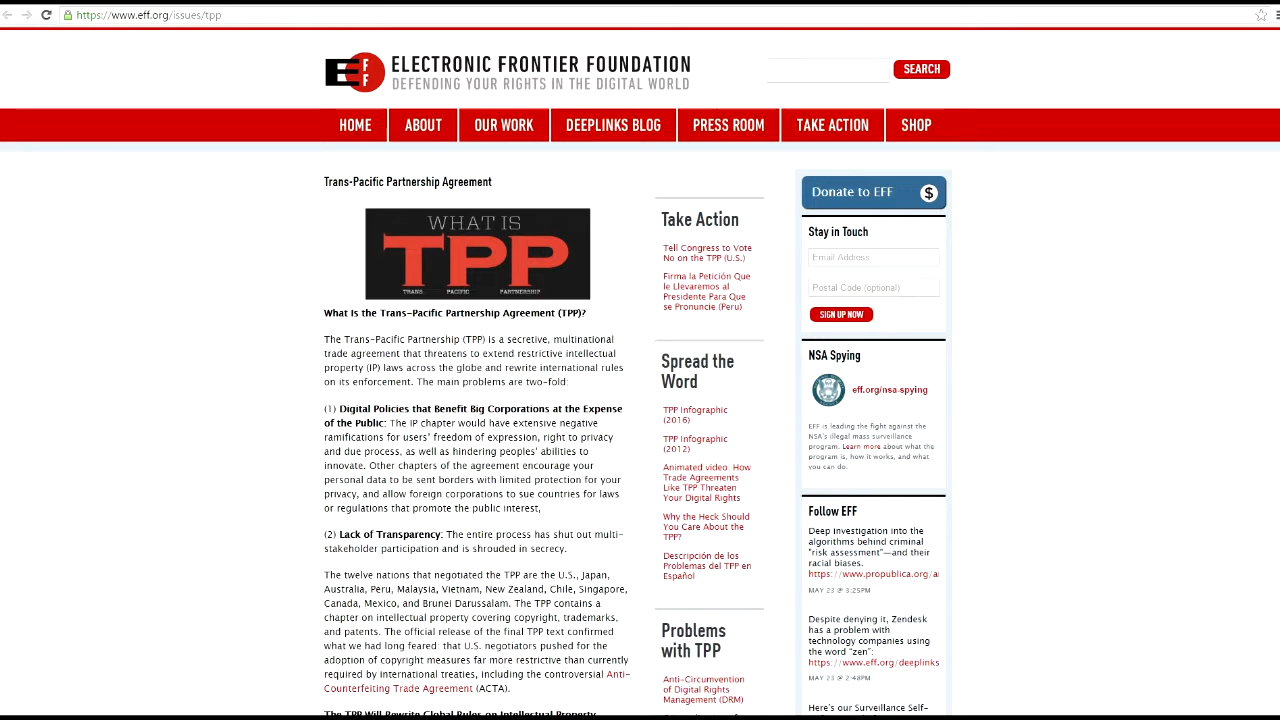 https://www.eff.org/issues/tpp
EFF
ELECTRONIC FRONTIER FOUNDATION
DEFENDING YOUR RIGHTS IN THE DIGITAL WORLD
SEARCH
HOME
ABOUT
OUR WORK
DEEPLINKS BLOG
PRESS ROOM
TAKE ACTION
SHOP
Trans-Pacific Partnership Agreement
WHAT IS
TPP
TRANS PACIFIC PARTNERSHIP
What Is the Trans-Pacific Partnership Agreement (TPP)?
The Trans-Pacific Partnership (TPP) is a secretive, multinational
trade agreement that threatens to extend restrictive intellectual
property (IP) laws across the globe and rewrite international rules
on its enforcement. The main problems are two-fold:
(1) Digital Policies that Benefit Big Corporations at the Expense
of the Public: The IP chapter would have extensive negative
ramifications for users' freedom of expression, right to privacy
and due process, as well as hindering peoples' abilities to
innovate. Other chapters of the agreement encourage your
personal data to be sent borders with limited protection for your
privacy, and allow foreign corporations to sue countries for laws
or regulations that promote the public interest,
(2) Lack of Transparency: The entire process has shut out multi-
stakeholder participation and is shrouded in secrecy.
The twelve nations that negotiated the TPP are the U.S., Japan,
Australia, Peru, Malaysia, Vietnam, New Zealand, Chile, Singapore,
Canada, Mexico, and Brunei Darussalam. The TPP contains a
chapter on intellectual property covering copyright, trademarks,
and patents. The official release of the final TPP text confirmed
what we had long feared: that U.S. negotiators pushed for the
adoption of copyright measures far more restrictive than currently
required by international treaties, including the controversial Anti-
Counterfeiting Trade Agreement (ACTA).
The TPP Will Rewrite Global Rules on Intellectual Property
Take Action
Tell Congress to Vote
No on the TPP (U.S.)
Firma la Petición Que
le Llevaremos al
Presidente Para Que
se Pronuncie (Peru)
Spread the
Word
TPP Infographic
(2016)
TPP Infographic
(2012)
Animated video: How
Trade Agreements
Like TPP Threaten
Your Digital Rights
Why the Heck Should
You Care About the
TPP?
Descripción de los
Problemas del TPP en
Español
Problems
with TPP
Anti-Circumvention
of Digital Rights
Management (DRM)
Donate to EFF $
Stay in Touch
Email Address
Postal Code (optional)
SIGN UP NOW
NSA Spying
eff.org/nsa-spying
EFF is leading the fight against the
NSA's illegal mass surveillance
program. Learn more about what the
program is, how it works, and what
you can do.
Follow EFF
Deep investigation into the
algorithms behind criminal
"risk assessment"—and their
racial biases.
https://www.propublica.org/a
MAY 23 @ 3:25PM
Despite denying it, Zendesk
has a problem with
technology companies using
the word "zen":
https://www.eff.org/deeplinks
MAY 23 @ 2:48PM
Here's our Surveillance Self-